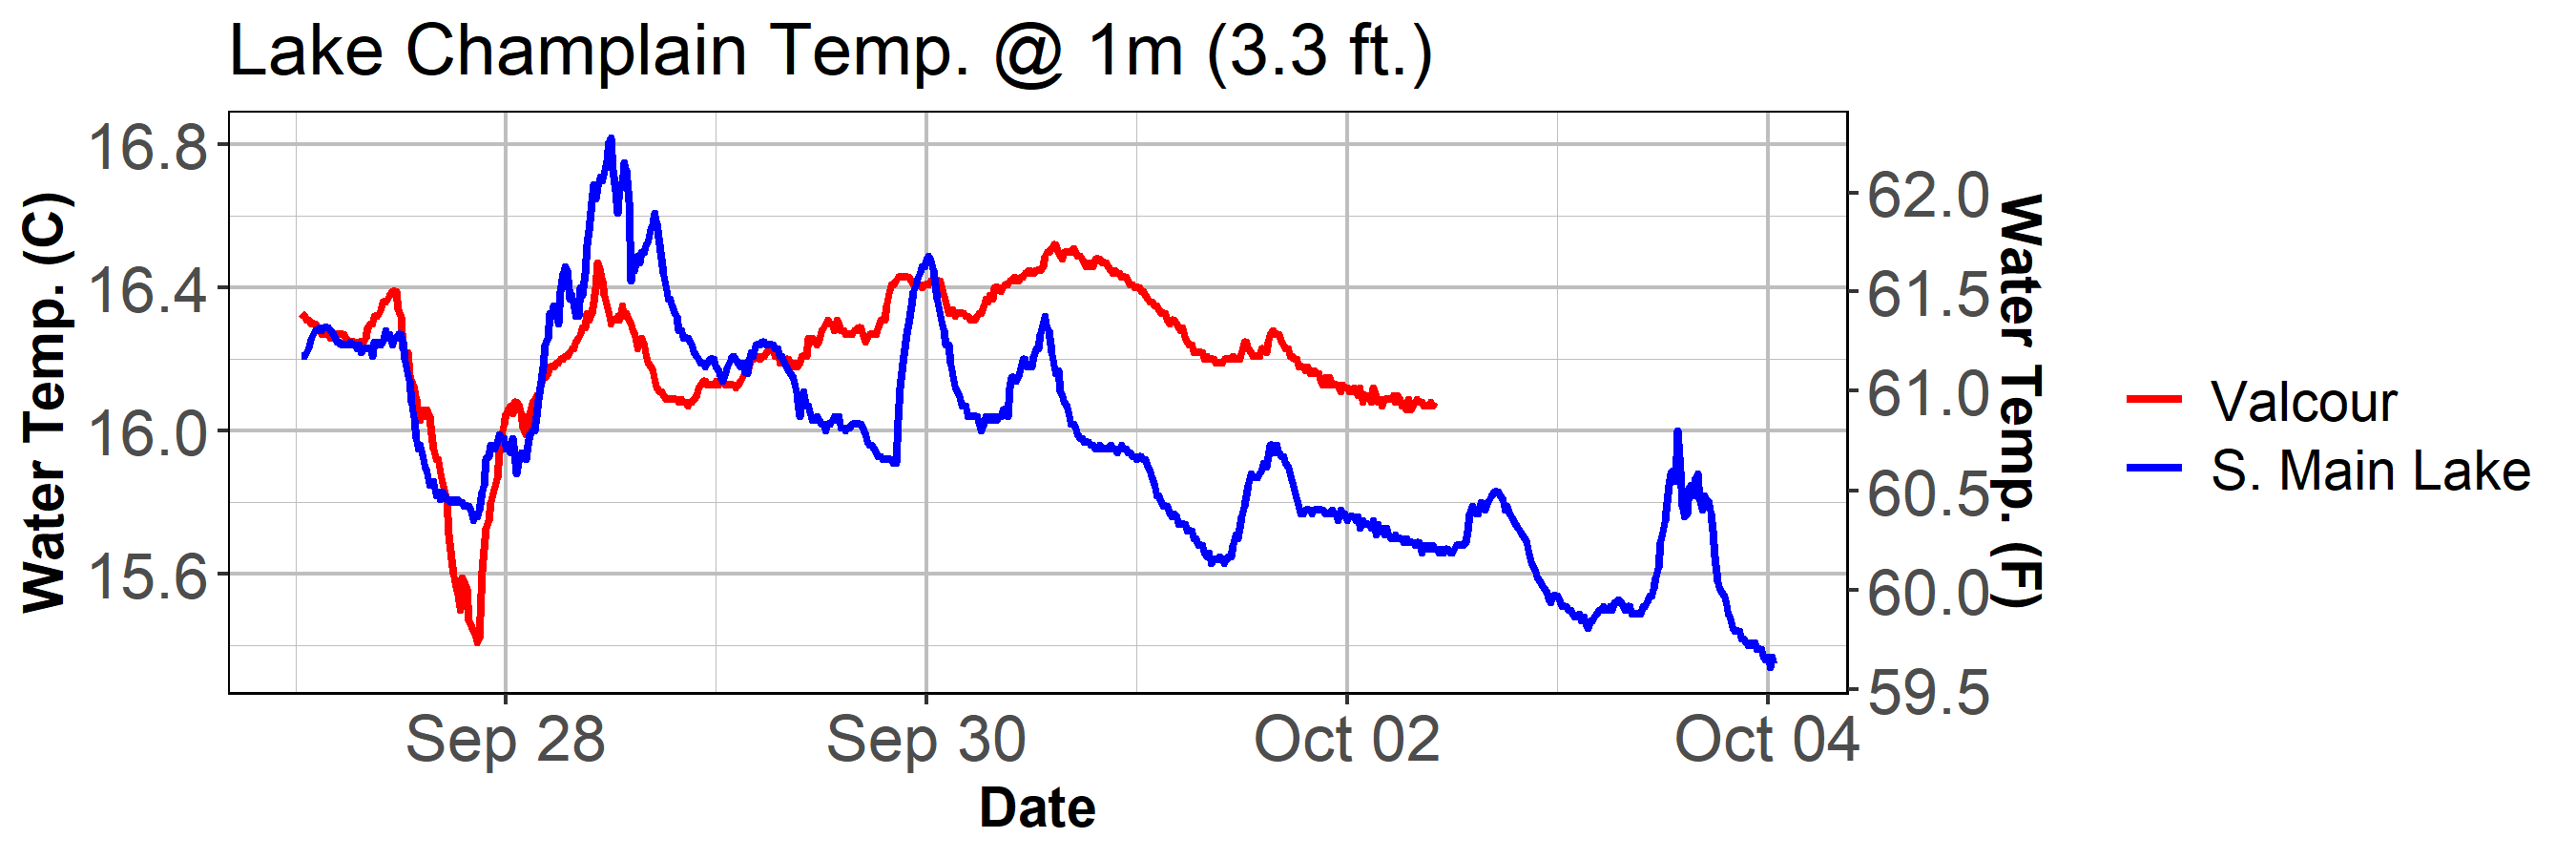 Lake Champlain Temp. @ 1m (3.3 ft.)
Water Temp. (C)
16.8
16.4
16.0
15.6
62.0
61.5
61.0
60.5
60.0
59.5
Water Temp. (F)
Sep 28
Sep 30
Oct 02
Oct 04
Date
Valcour
S. Main Lake